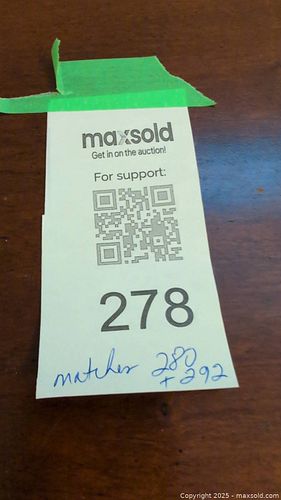 maxsold
Get in on the auction!
For support:
278
matches 280
+ 292
Copyright 2025 - maxsold.com